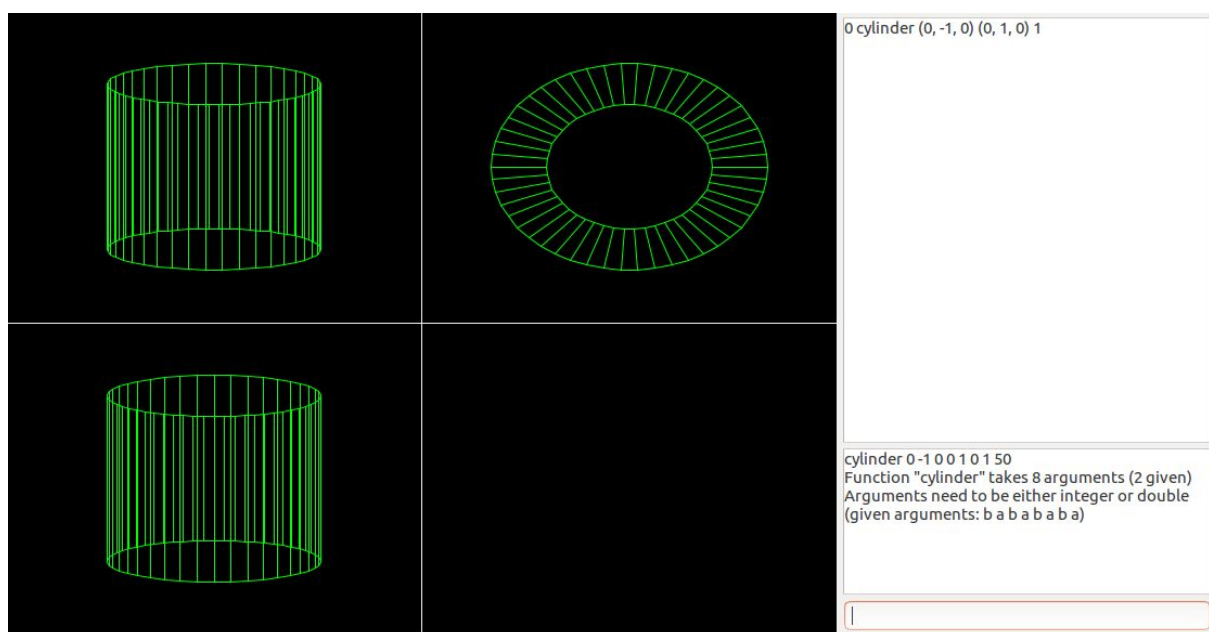 0 cylinder (0, -1, 0) (0, 1, 0) 1
cylinder 0 -1 0 0 1 0 1 50
Function "cylinder" takes 8 arguments (2 given)
Arguments need to be either integer or double
(given arguments: b a b a b a b a)